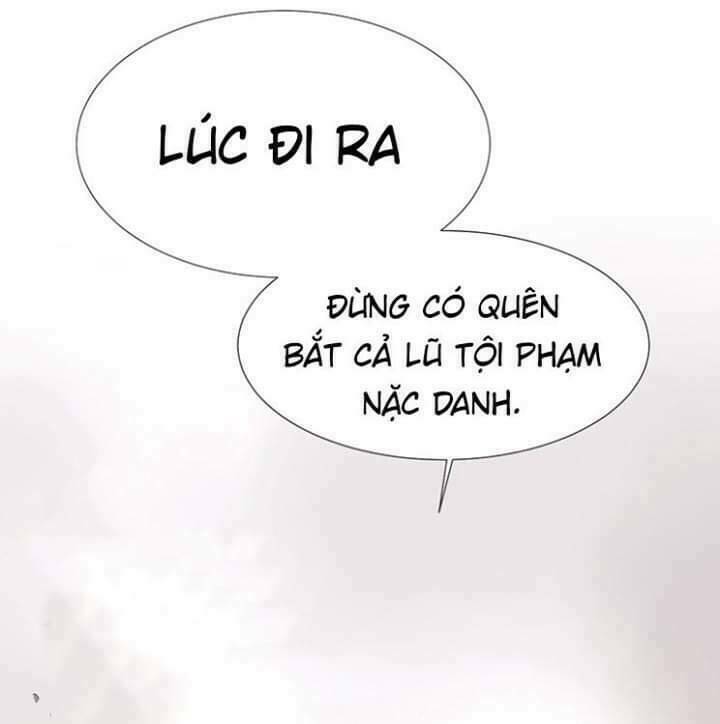 LÚC ĐI RA
ĐỪNG CÓ QUÊN
BẮT CẢ LŨ TỘI PHẠM
NẶC DANH.